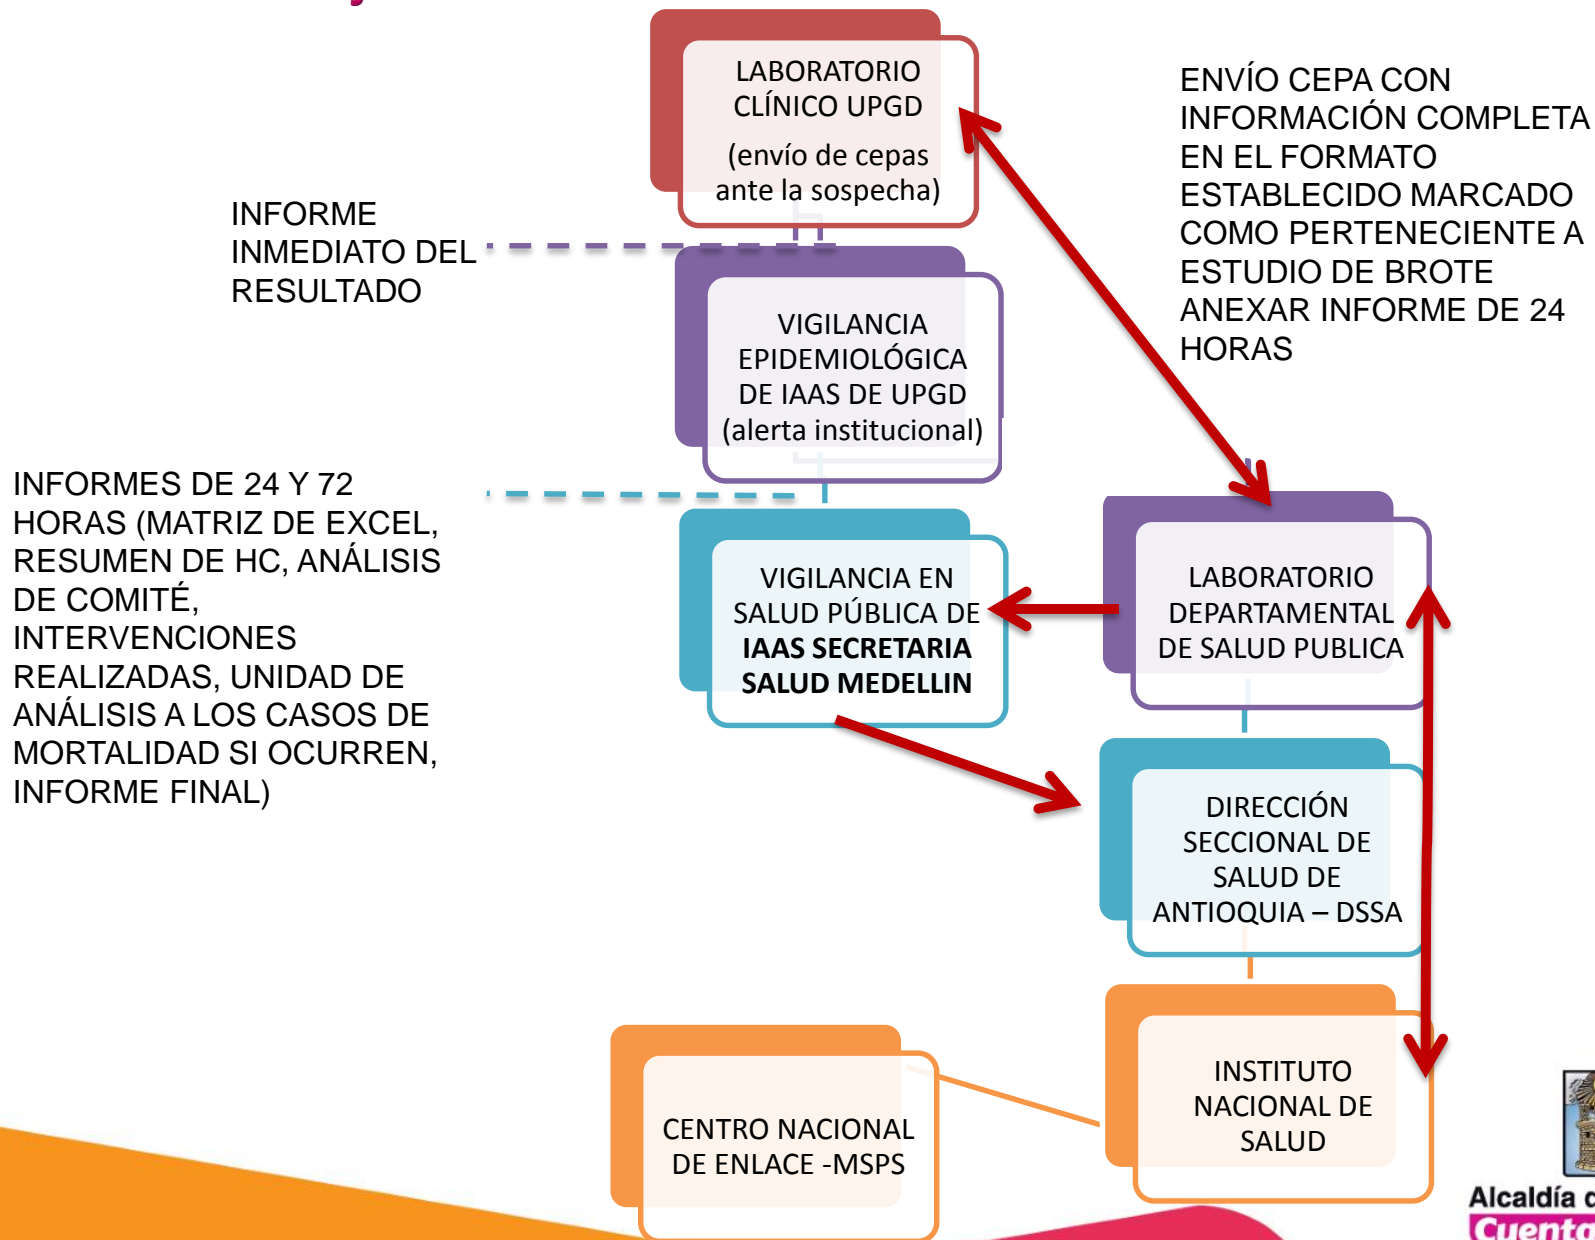 LABORATORIO
CLÍNICO UPGD
(envío de cepas
ante la sospecha)
ENVÍO CEPA CON
INFORMACIÓN COMPLETA
EN EL FORMATO
ESTABLECIDO MARCADO
COMO PERTENECIENTE A
ESTUDIO DE BROTE
ANEXAR INFORME DE 24
HORAS
INFORME
INMEDIATO DEL
RESULTADO
VIGILANCIA
EPIDEMIOLÓGICA
DE IAAS DE UPGD
(alerta institucional)
INFORMES DE 24 Y 72
HORAS (MATRIZ DE EXCEL,
RESUMEN DE HC, ANÁLISIS
DE COMITÉ,
INTERVENCIONES
REALIZADAS, UNIDAD DE
ANÁLISIS A LOS CASOS DE
MORTALIDAD SI OCURREN,
INFORME FINAL)
VIGILANCIA EN
SALUD PÚBLICA DE
IAAS SECRETARIA
SALUD MEDELLIN
LABORATORIO
DEPARTAMENTAL
DE SALUD PUBLICA
DIRECCIÓN
SECCIONAL DE
SALUD DE
ANTIOQUIA – DSSA
INSTITUTO
NACIONAL DE
SALUD
CENTRO NACIONAL
DE ENLACE -MSPS
Alcaldía
Cuenta